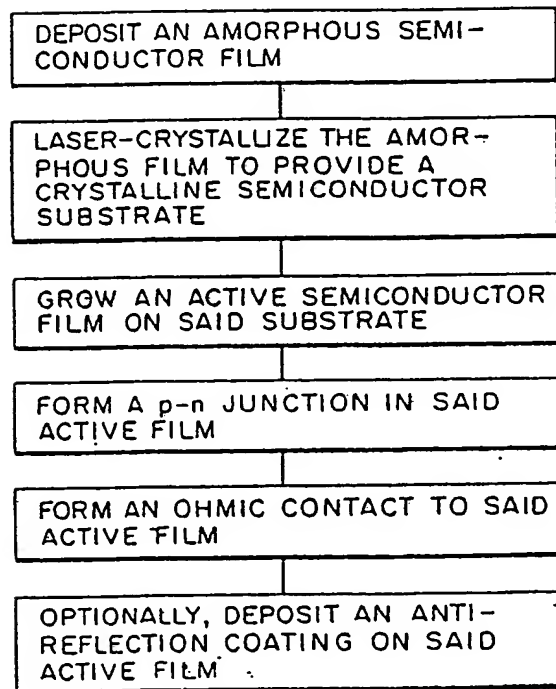 DEPOSIT AN AMORPHOUS SEMI-
CONDUCTOR FILM
LASER-CRYSTALUZE THE AMOR-
PHOUS FILM TO PROVIDE A
CRYSTALLINE SEMICONDUCTOR
SUBSTRATE
GROW AN ACTIVE SEMICONDUCTOR
FILM ON SAID SUBSTRATE
FORM A p-n JUNCTION IN SAID
ACTIVE FILM
FORM AN OHMIC CONTACT TO SAID
ACTIVE FILM
OPTIONALLY, DEPOSIT AN ANTI-
REFLECTION COATING ON SAID
ACTIVE FILM